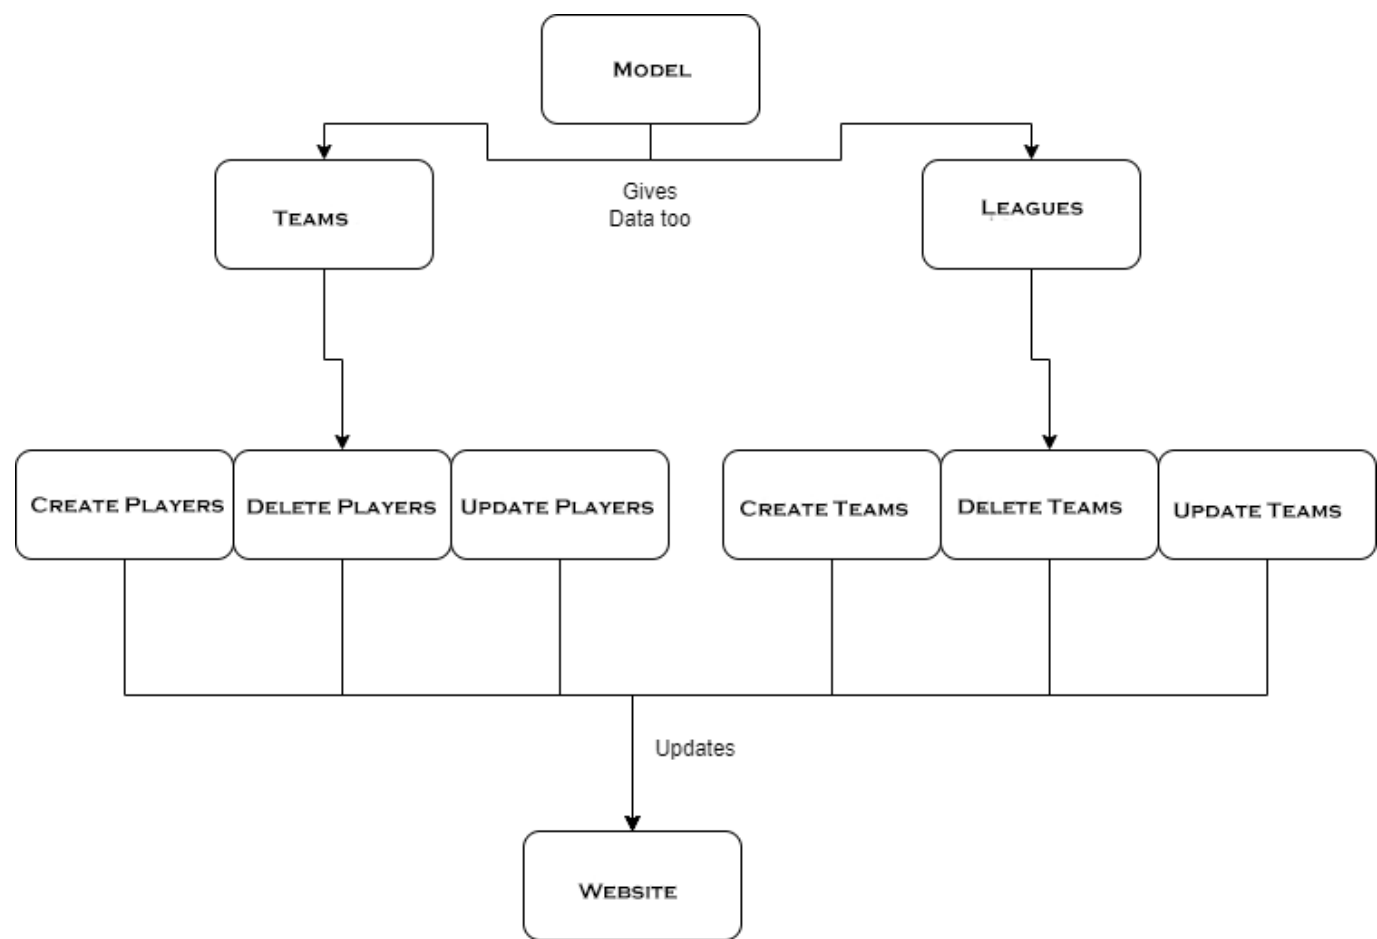 Model
Teams
Gives
Data too
Leagues
Create Players
Delete Players
Update Players
Create Teams
Delete Teams
Update Teams
Updates
Website